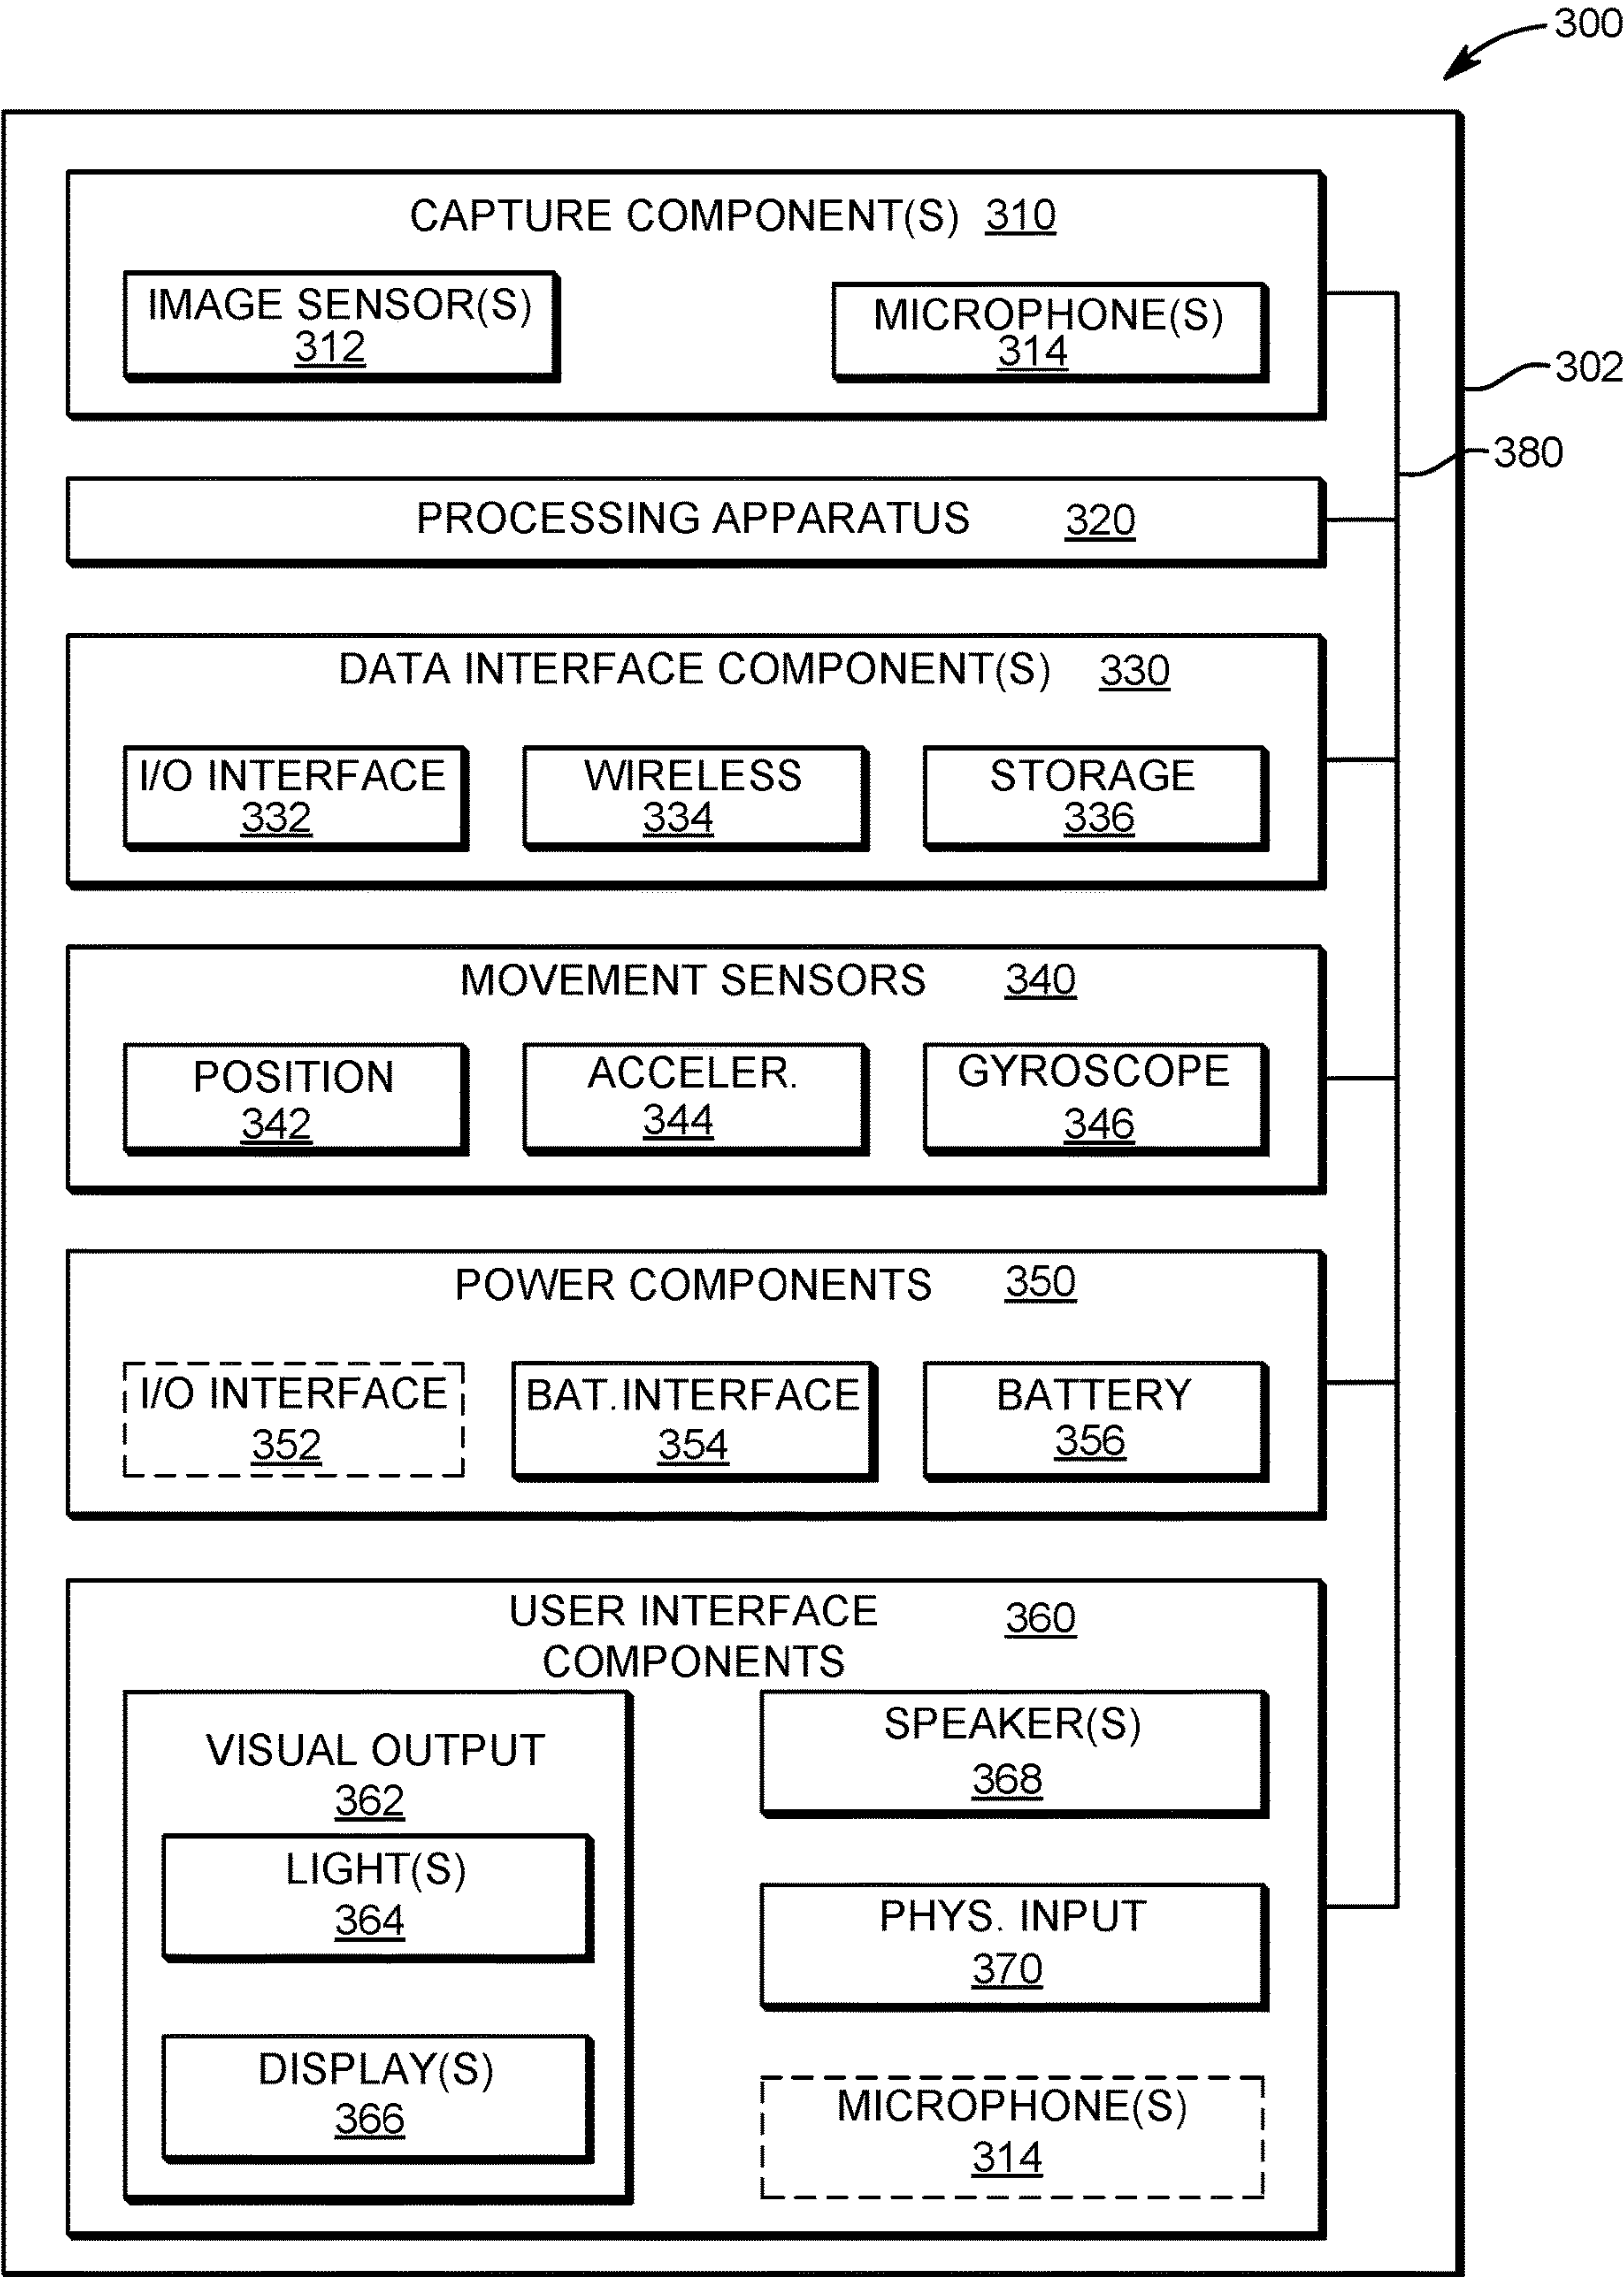 300
CAPTURE COMPONENT(S) 310
IMAGE SENSOR(S)
312
MICROPHONE(S)
314
302
380
PROCESSING APPARATUS 320
DATA INTERFACE COMPONENT(S) 330
I/O INTERFACE
332
WIRELESS
334
STORAGE
336
MOVEMENT SENSORS 340
POSITION
342
ACCELER.
344
GYROSCOPE
346
POWER COMPONENTS 350
I/O INTERFACE
352
BAT. INTERFACE
354
BATTERY
356
USER INTERFACE 360
COMPONENTS
VISUAL OUTPUT
362
LIGHT(S)
364
DISPLAY(S)
366
SPEAKER(S)
368
PHYS. INPUT
370
MICROPHONE(S)
314